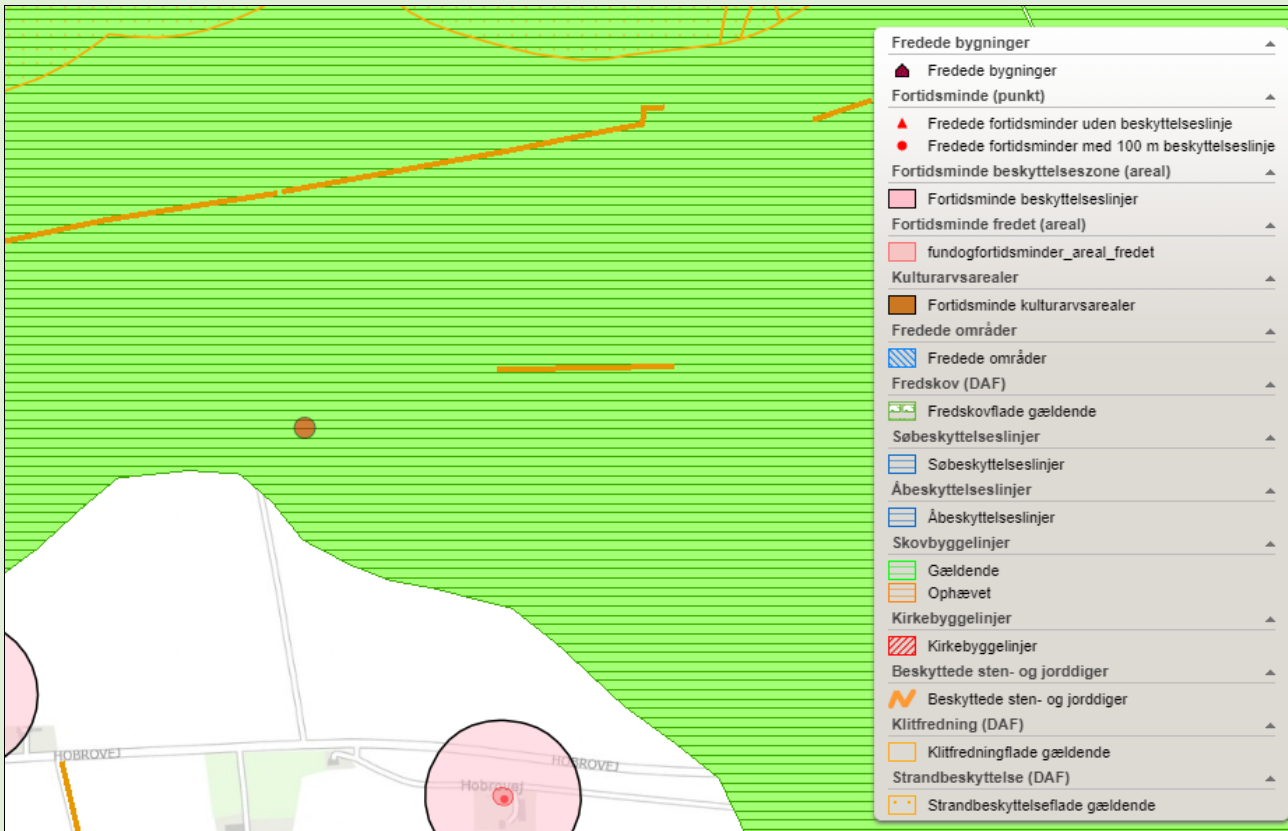 Fredede bygninger
Fredede bygninger
Fortidsminde (punkt)
Fredede fortidsminder uden beskyttelseslinje
Fredede fortidsminder med 100 m beskyttelseslinje
Fortidsminde beskyttelseszone (areal)
Fortidsminde beskyttelseslinjer
Fortidsminde fredet (areal)
fundogfortidsminder_areal_fredet
Kulturarvsarealer
Fortidsminde kulturarvsarealer
Fredede områder
Fredede områder
Fredskov (DAF)
Fredskovflade gældende
Søbeskyttelseslinjer
Søbeskyttelseslinjer
Åbeskyttelseslinjer
Åbeskyttelseslinjer
Skovbyggelinjer
Gældende
Ophævet
Kirkebyggelinjer
Kirkebyggelinjer
Beskyttede sten- og jorddiger
Beskyttede sten- og jorddiger
Klitfredning (DAF)
Klitfredningflade gældende
Strandbeskyttelse (DAF)
Strandbeskyttelseflade gældende
HOBROVEJ
HOBROVEJ
Hobrovej